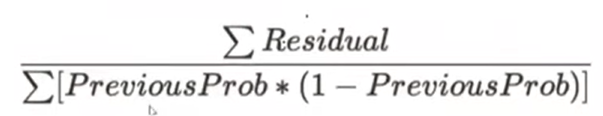 ∑ Residual
∑[PreviousProb * (1 − PreviousProb)]